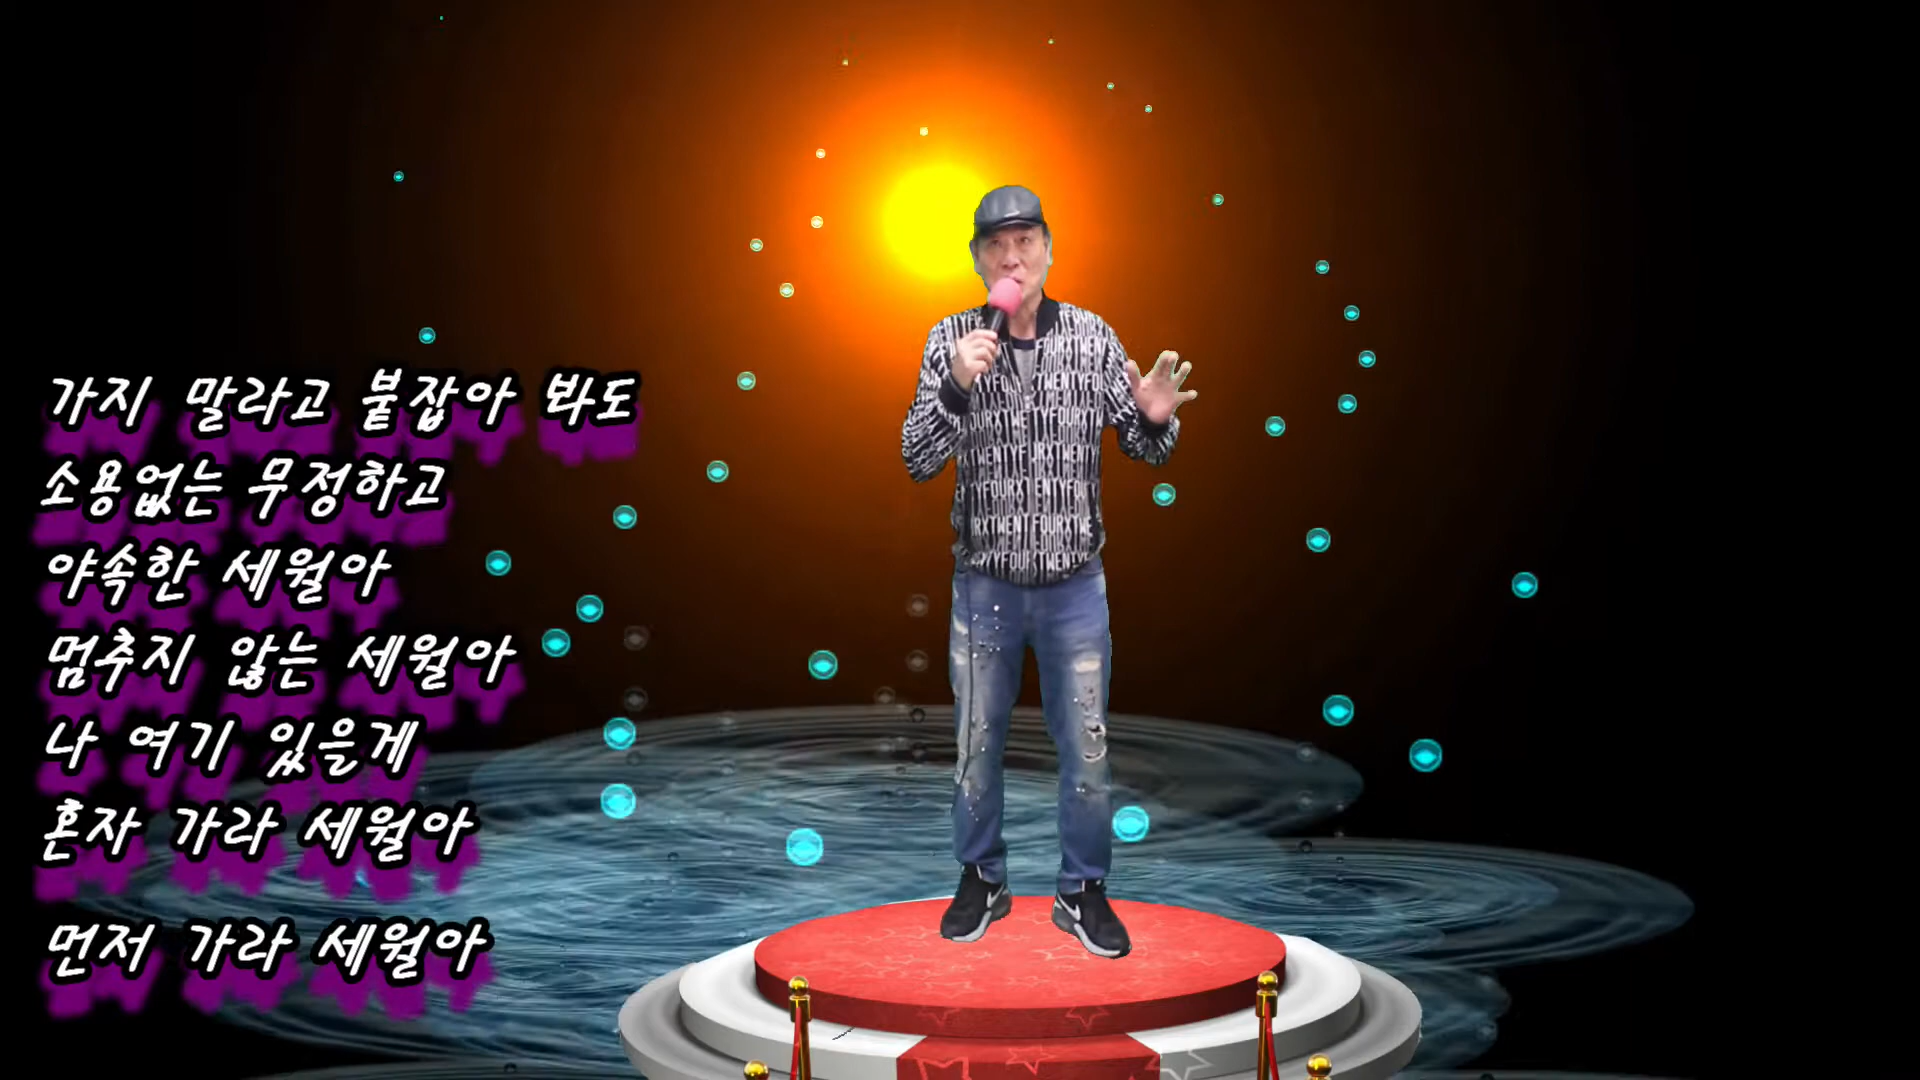 가지 말라고 붙잡아 봐도
소용없는 무정하고
야속한 세월아
멈추지 않는 세월아
나 여기 있을게
혼자 가라 세월아
먼저 가라 세월아
TWENTYFOUR